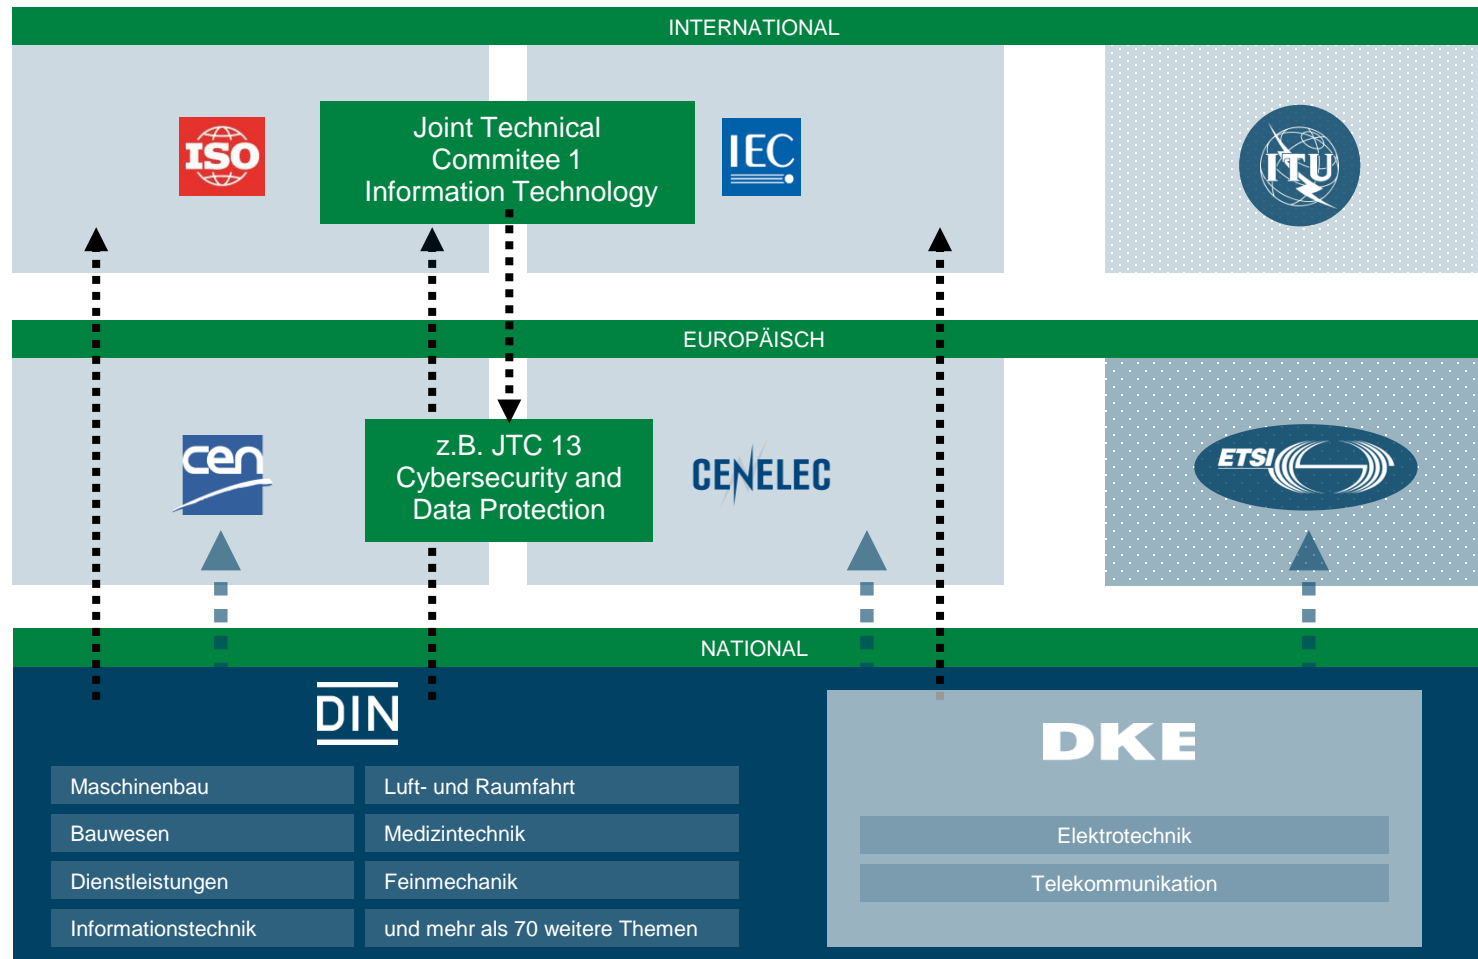 INTERNATIONAL
ISO
Joint Technical
Commitee 1
Information Technology
IEC
ITU
EUROPÄISCH
cen
z.B. JTC 13
Cybersecurity and
Data Protection
CENELEC
ETSI
NATIONAL
DIN
DKE
Maschinenbau
Luft- und Raumfahrt
Bauwesen
Medizintechnik
Dienstleistungen
Feinmechanik
Informationstechnik
und mehr als 70 weitere Themen
Elektrotechnik
Telekommunikation